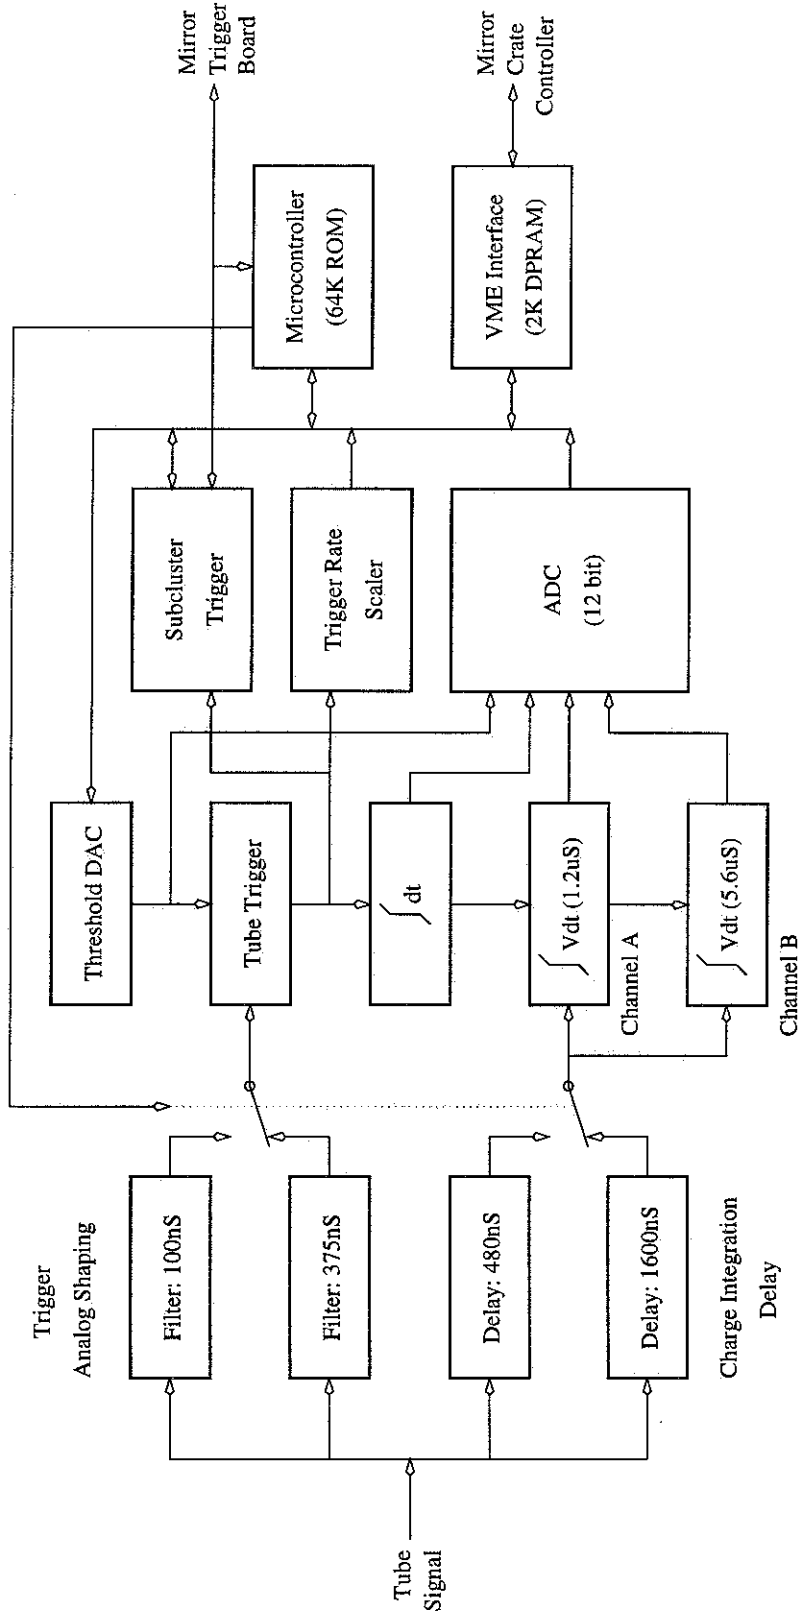 Tube
Signal
Trigger
Analog Shaping
Filter: 100nS
Filter: 375nS
Delay: 480nS
Delay: 1600nS
Charge Integration
Delay
Threshold DAC
Tube Trigger
∫ dt
∫ Vdt (1.2uS)
Channel A
∫ Vdt (5.6uS)
Channel B
Subcluster
Trigger
Trigger Rate
Scaler
ADC
(12 bit)
Microcontroller
(64K ROM)
VME Interface
(2K DPRAM)
Mirror
Trigger
Board
Mirror
Crate
Controller